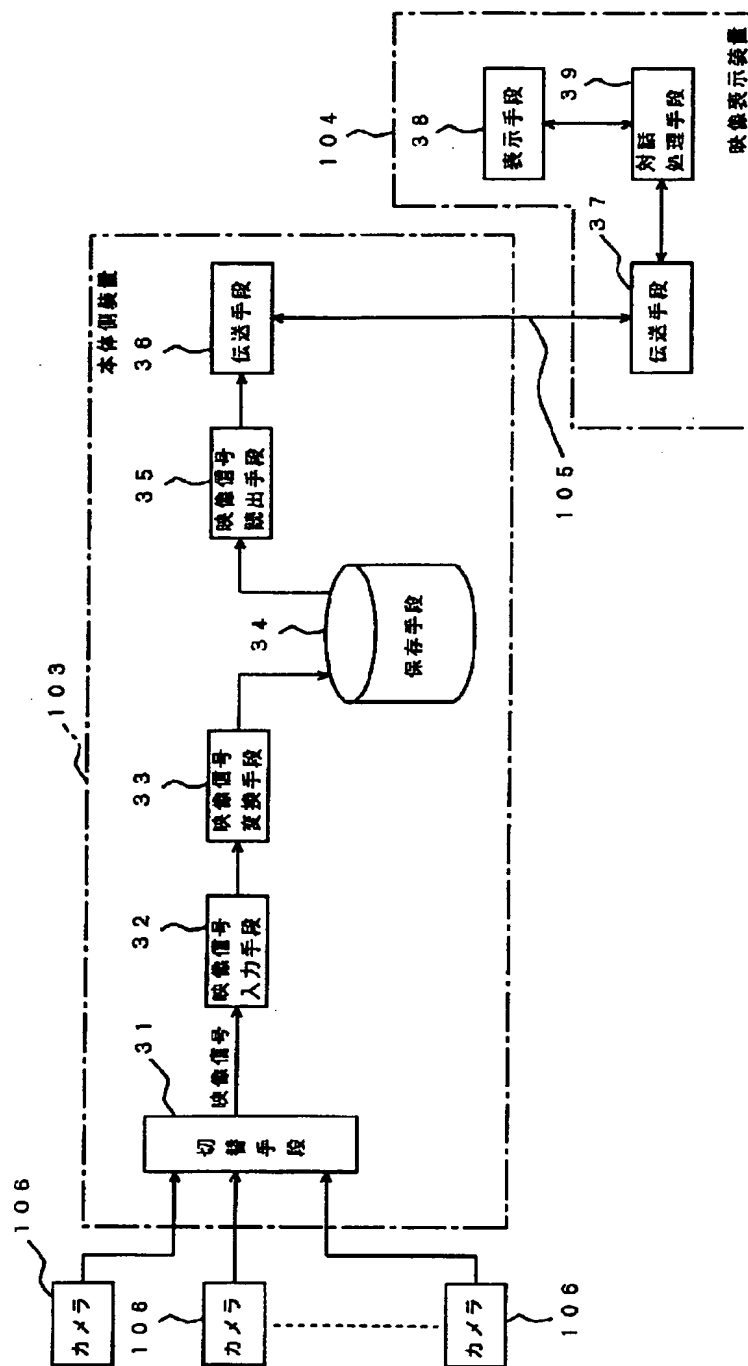 カメラ
106
カメラ
108
カメラ
106
103
本体側装置
切替手段
31
映像信号
映像信号
入力手段
32
映像信号
変換手段
33
保存手段
34
映像信号
読出手段
35
伝送手段
36
105
104
伝送手段
37
表示手段
38
対話
処理手段
39
映像表示装置